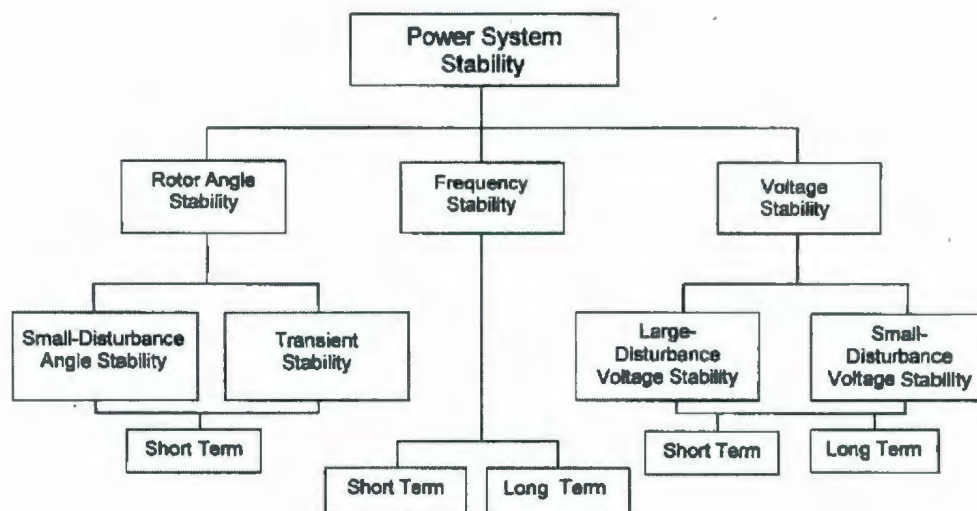 Power System
Stability
Rotor Angle
Stability
Frequency
Stability
Voltage
Stability
Small-Disturbance
Angle Stability
Transient
Stability
Large-
Disturbance
Voltage Stability
Small-
Disturbance
Voltage Stability
Short Term
Short Term
Long Term
Short Term
Long Term